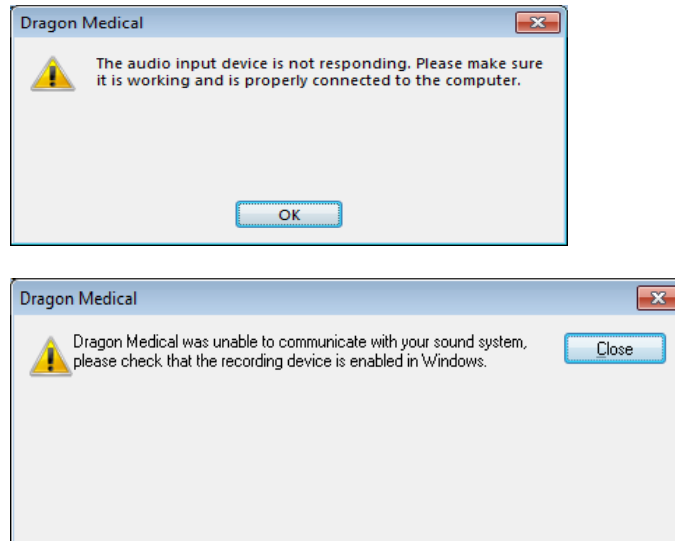 Dragon Medical
The audio input device is not responding. Please make sure
it is working and is properly connected to the computer.
OK
Dragon Medical
Dragon Medical was unable to communicate with your sound system,
please check that the recording device is enabled in Windows.
Close